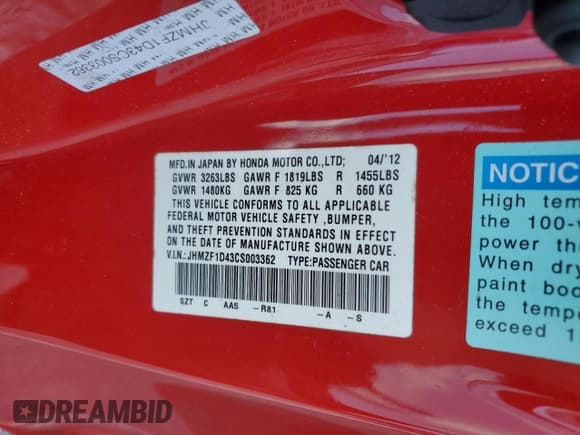 JHMZF1D43CS003362
MFD.IN JAPAN BY HONDA MOTOR CO.,LTD; 04/'12
GVWR 3263LBS GAWR F 1819LBS R 1455LBS
GVWR 1480KG GAWR F 825 KG R 660 KG
THIS VEHICLE CONFORMS TO ALL APPLICABLE
FEDERAL MOTOR VEHICLE SAFETY ,BUMPER,
AND THEFT PREVENTION STANDARDS IN EFFECT
ON THE DATE OF MANUFACTURE SHOWN ABOVE.
V.I.N.:JHMZF1D43CS003362 TYPE:PASSENGER CAR
SZT C AA5 -R81 -A -S
NOTIC
High tem
the 100-v
power th
When dry
paint boo
the tempe
exceed 1
DREAMBID